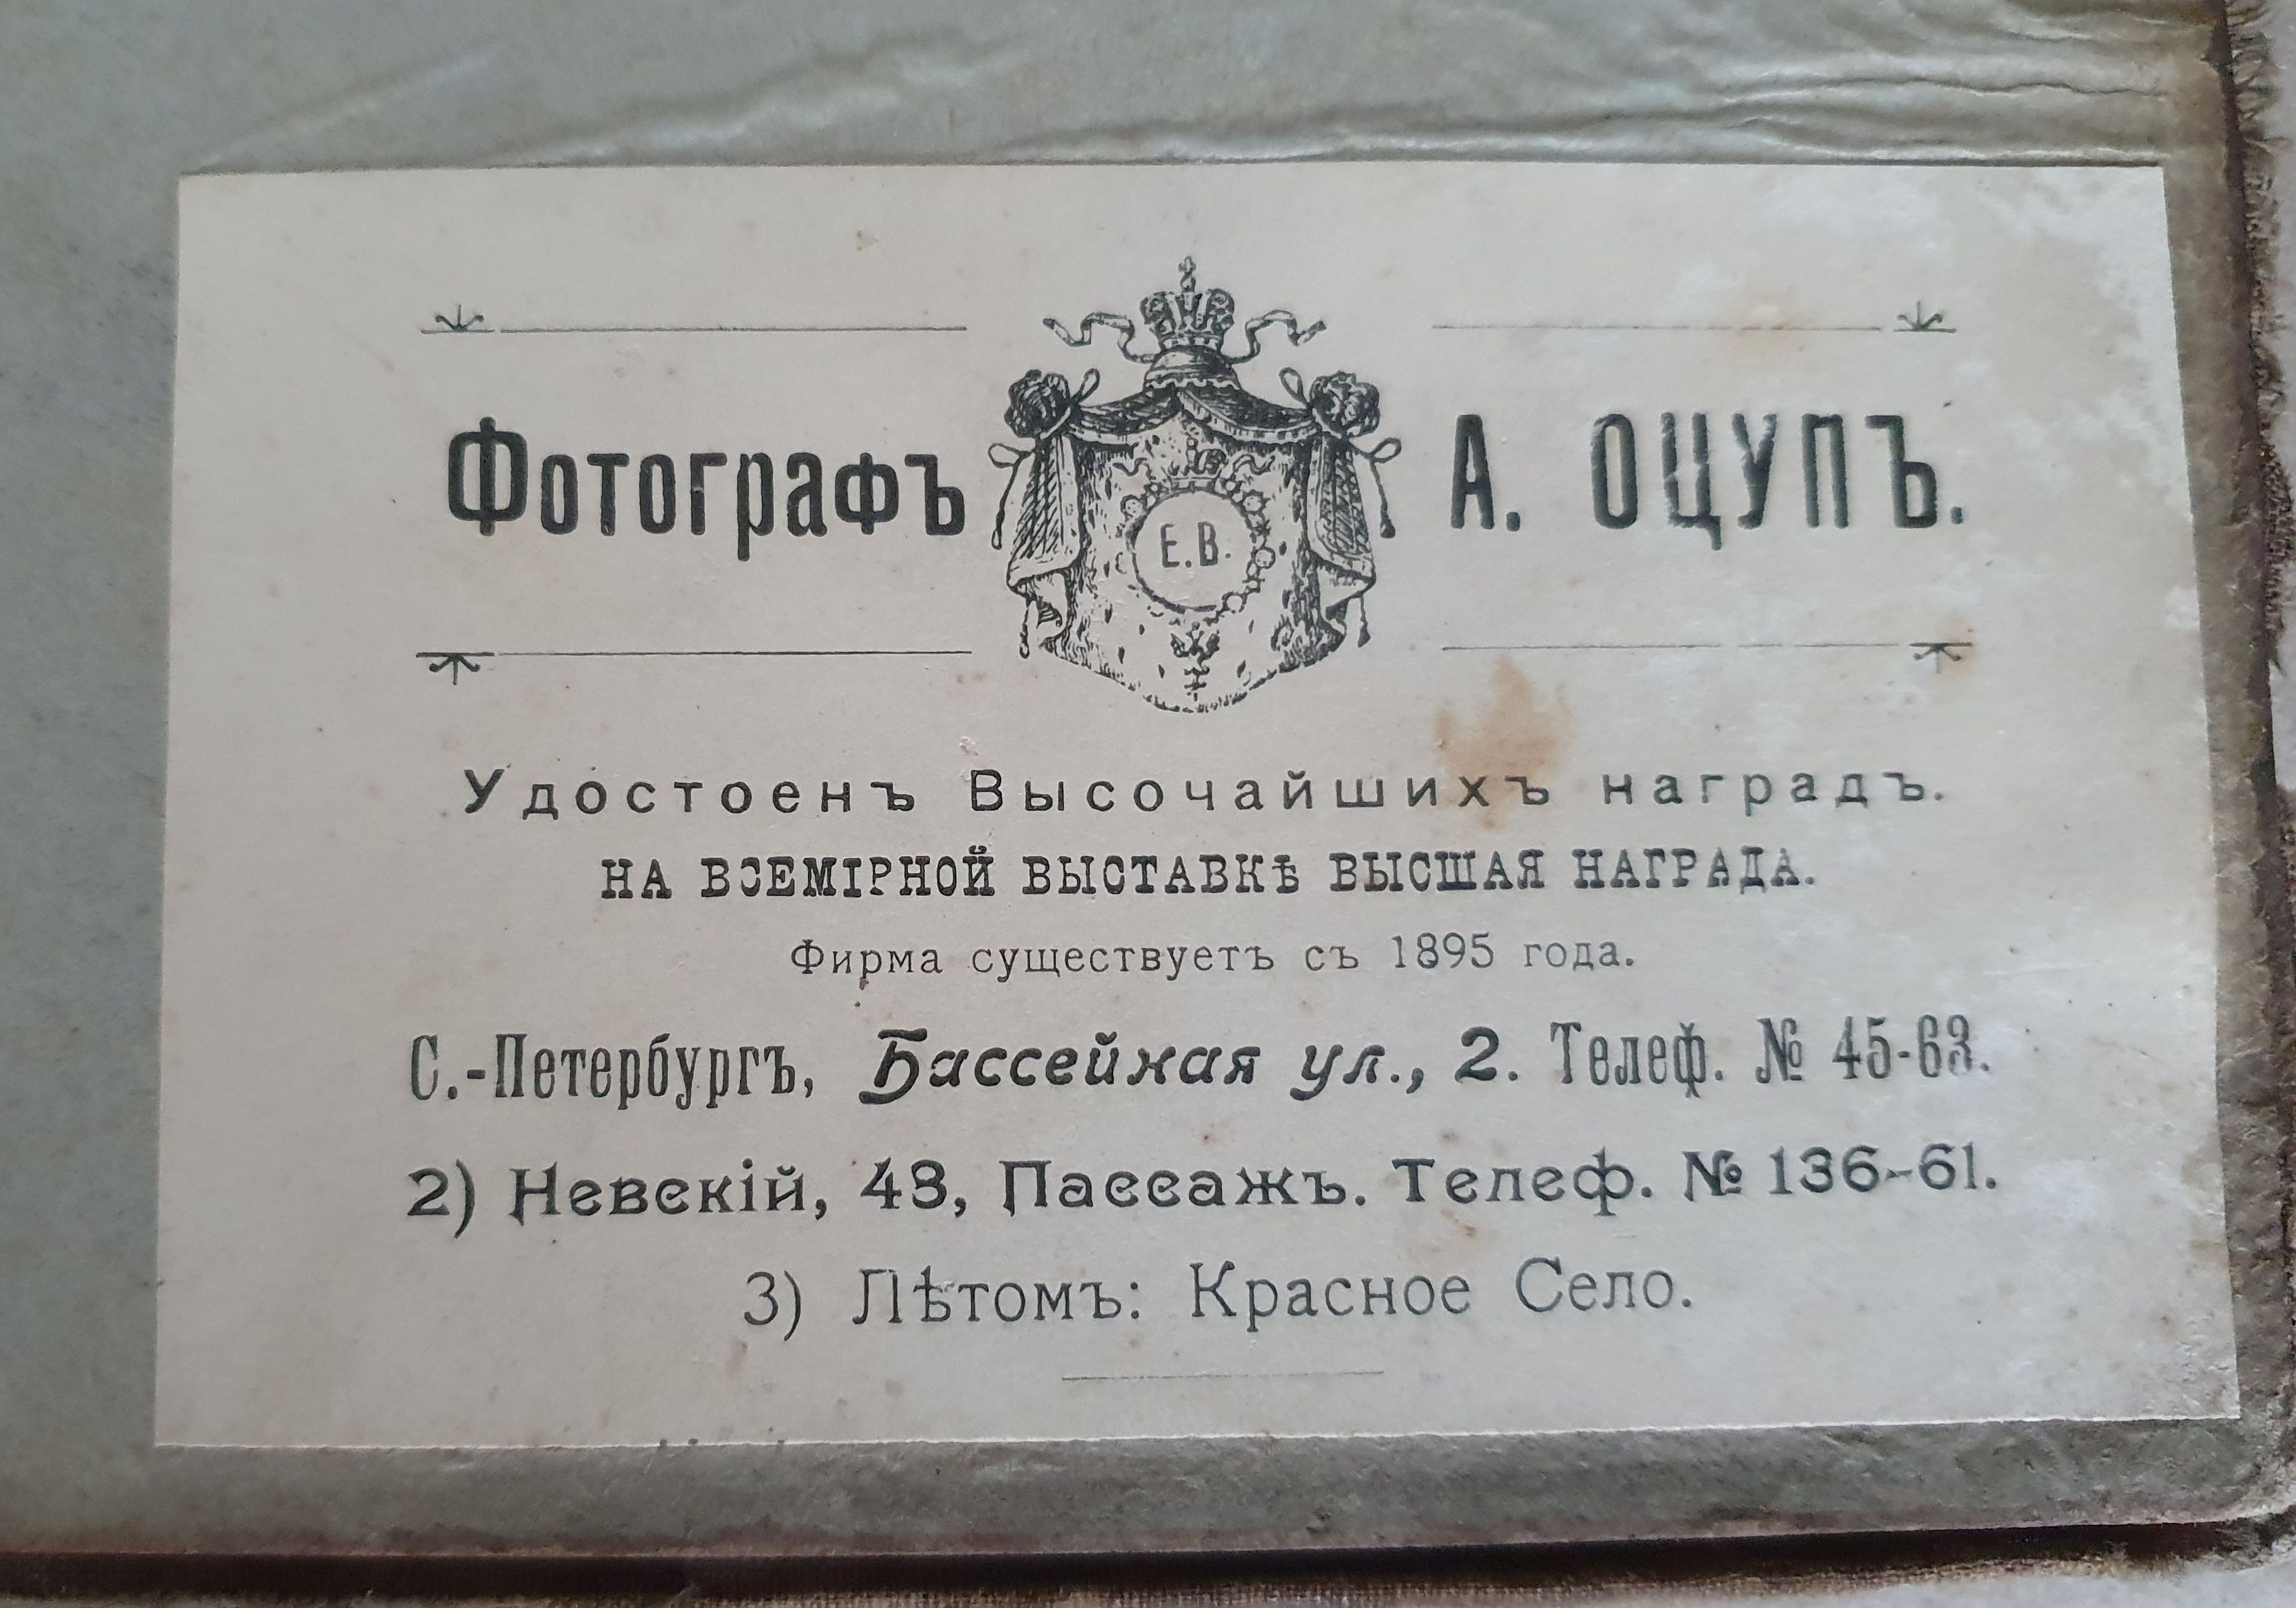 Фотографъ Е.В. А. ОЦУПЪ.
Удостоенъ Высочайшихъ наградъ.
НА ВСЕМІРНОЙ ВЫСТАВКѢ ВЫСШАЯ НАГРАДА.
Фирма существуетъ съ 1895 года.
С.-Петербургъ, Бассейная ул., 2. Телеф. № 45-63.
2) Невскій, 48, Пассажъ. Телеф. № 136-61.
3) Лѣтомъ: Красное Село.